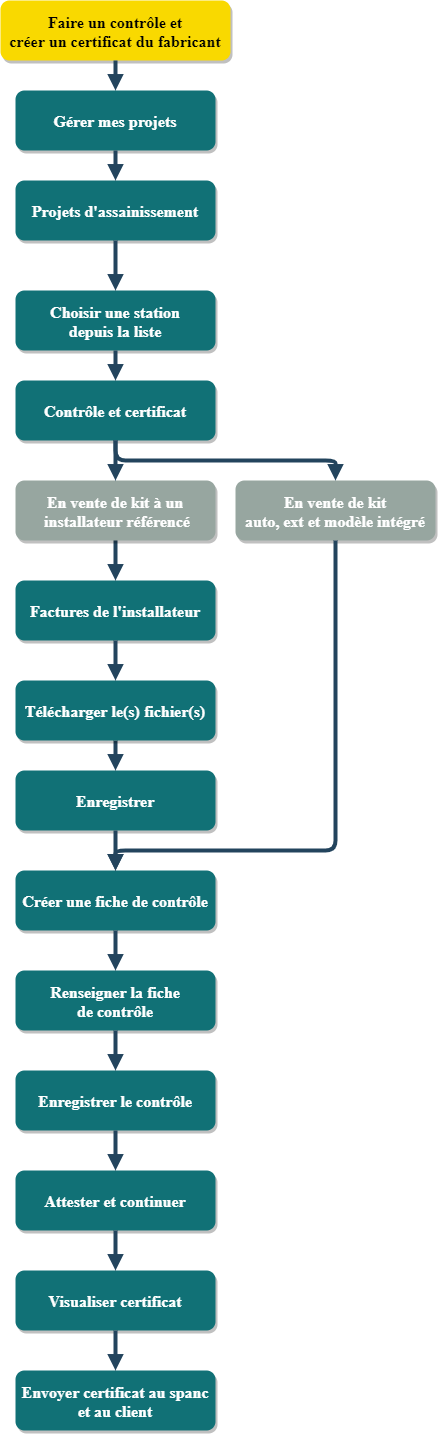 Faire un contrôle et
créer un certificat du fabricant
Gérer mes projets
Projets d'assainissement
Choisir une station
depuis la liste
Contrôle et certificat
En vente de kit à un
installateur référencé
En vente de kit
auto, ext et modèle intégré
Factures de l'installateur
Télécharger le(s) fichier(s)
Enregistrer
Créer une fiche de contrôle
Renseigner la fiche
de contrôle
Enregistrer le contrôle
Attester et continuer
Visualiser certificat
Envoyer certificat au spanc
et au client